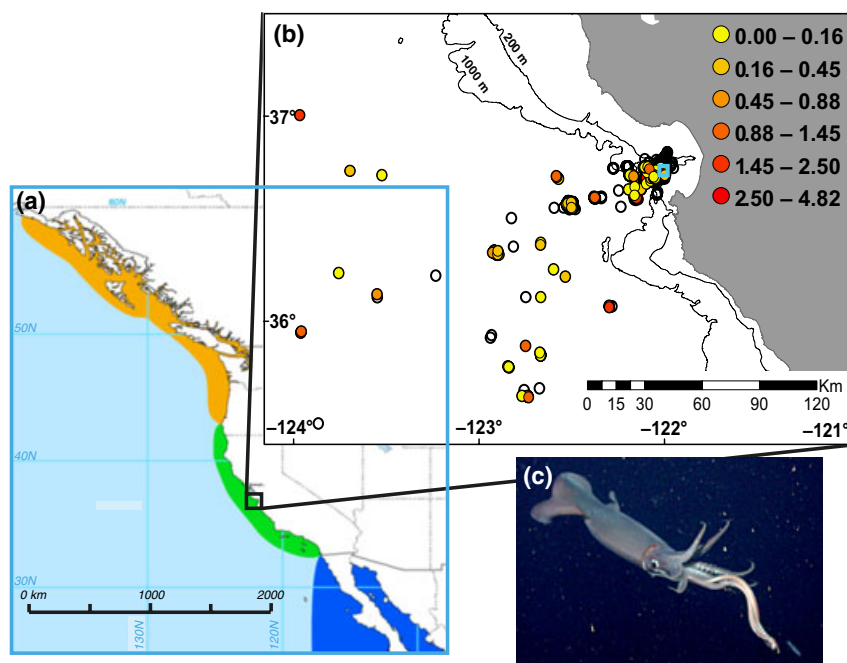 (b)
200 m
1000 m
0.00 – 0.16
0.16 – 0.45
0.45 – 0.88
0.88 – 1.45
1.45 – 2.50
2.50 – 4.82
37°
36°
Km
0 15 30 60 90 120
–124° –123° –122° –121°
(a)
60N
50N
40N
30N
0 km 1000 2000
130N
120N
(c)